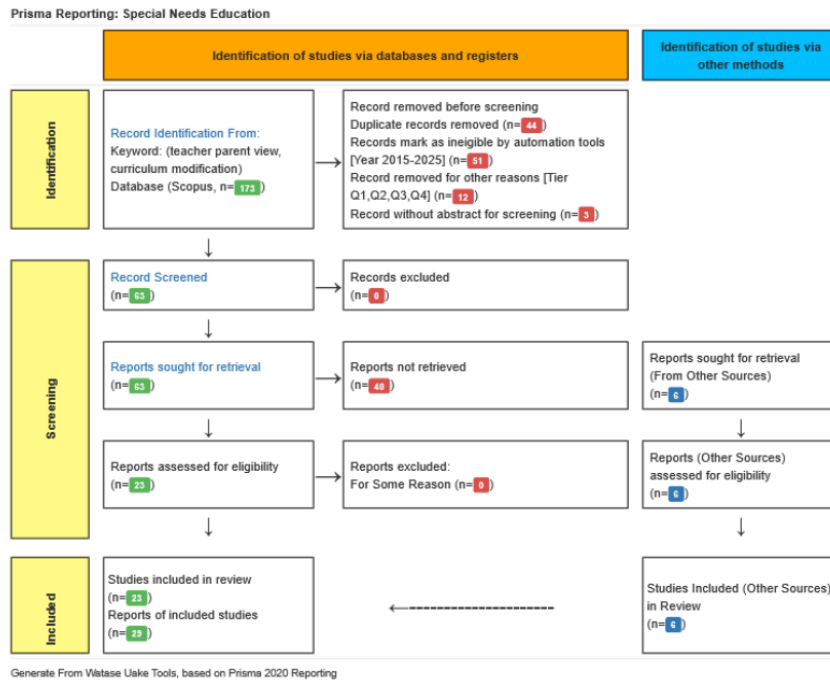 Prisma Reporting: Special Needs Education
Identification of studies via databases and registers
Identification of studies via
other methods
Identification
Record Identification From:
Keyword: (teacher parent view,
curriculum modification)
Database (Scopus, n=173)
Record removed before screening
Duplicate records removed (n=44)
Records mark as ineigible by automation tools
[Year 2015-2025] (n=51)
Record removed for other reasons [Tier
Q1,Q2,Q3,Q4] (n=12)
Record without abstract for screening (n=3)
Screening
Record Screened
(n=63)
Records excluded
(n=0)
Reports sought for retrieval
(n=63)
Reports not retrieved
(n=40)
Reports sought for retrieval
(From Other Sources)
(n=6)
Reports assessed for eligibility
(n=23)
Reports excluded:
For Some Reason (n=0)
Reports (Other Sources)
assessed for eligibility
(n=6)
Included
Studies included in review
(n=23)
Reports of included studies
(n=29)
Studies Included (Other Sources)
in Review
(n=6)
Generate From Watase Uake Tools, based on Prisma 2020 Reporting